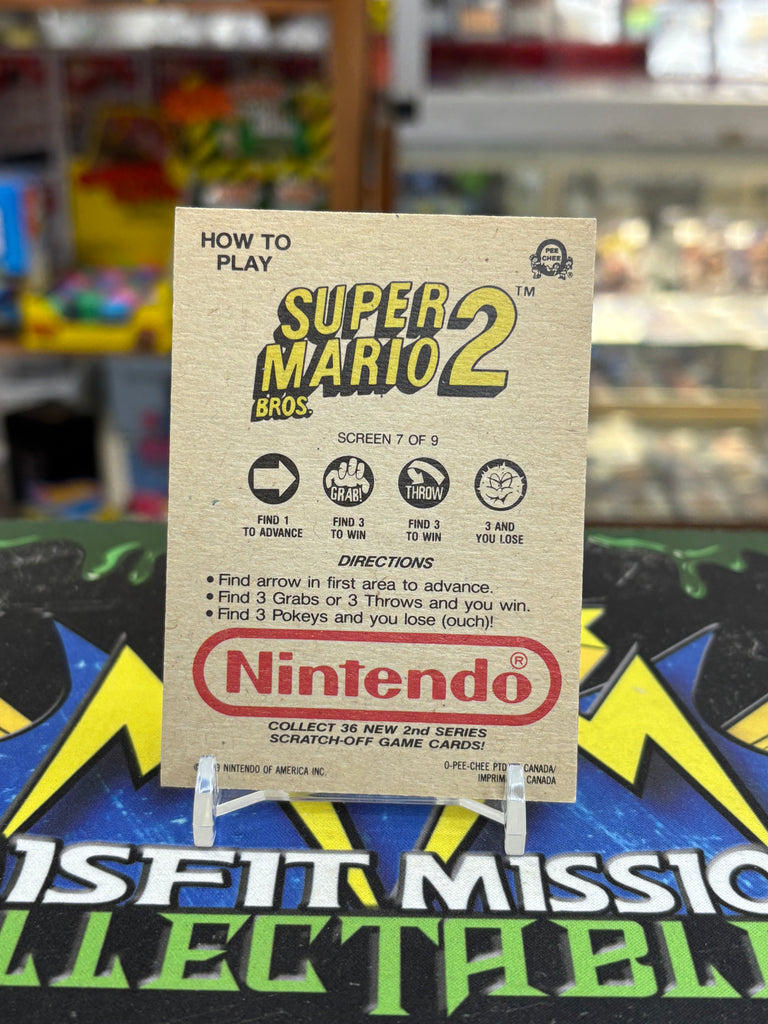 HOW TO
PLAY
PEE
CHEE
®
SUPER
MARIO 2 ™
BROS.
SCREEN 7 OF 9
GRAB!
THROW
FIND 1
TO ADVANCE
FIND 3
TO WIN
FIND 3
TO WIN
3 AND
YOU LOSE
DIRECTIONS
• Find arrow in first area to advance.
• Find 3 Grabs or 3 Throws and you win.
• Find 3 Pokeys and you lose (ouch)!
Nintendo®
COLLECT 36 NEW 2nd SERIES
SCRATCH-OFF GAME CARDS!
NINTENDO OF AMERICA INC.
O-PEE-CHEE PTD CANADA/
CANADA
MISSIO